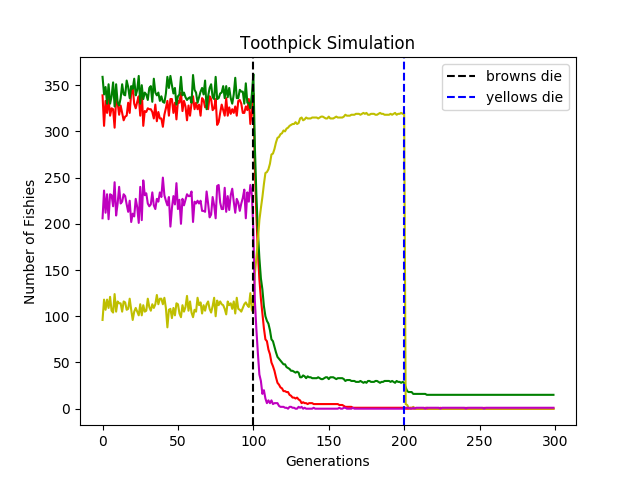 Toothpick Simulation
browns die
yellows die
350
300
250
200
150
100
50
0
Number of Fishies
0 50 100 150 200 250 300
Generations